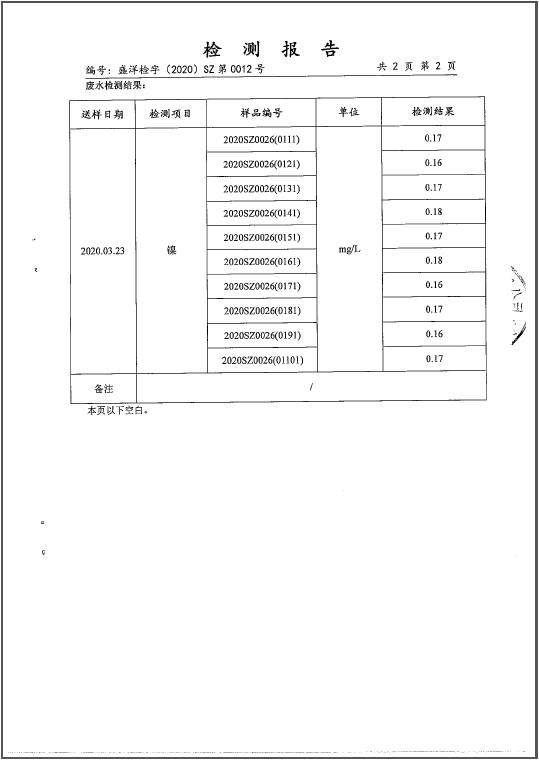 检 测 报 告
编号：盛洋检字（2020）SZ 第 0012 号 共 2 页 第 2 页
废水检测结果：
送样日期 检测项目 样品编号 单位 检测结果
2020SZ0026(0111) 0.17
2020SZ0026(0121) 0.16
2020SZ0026(0131) 0.17
2020SZ0026(0141) 0.18
2020SZ0026(0151) 0.17
2020.03.23 镍 mg/L
2020SZ0026(0161) 0.18
2020SZ0026(0171) 0.16
2020SZ0026(0181) 0.17
2020SZ0026(0191) 0.16
2020SZ0026(01101) 0.17
备注 /
本页以下空白。